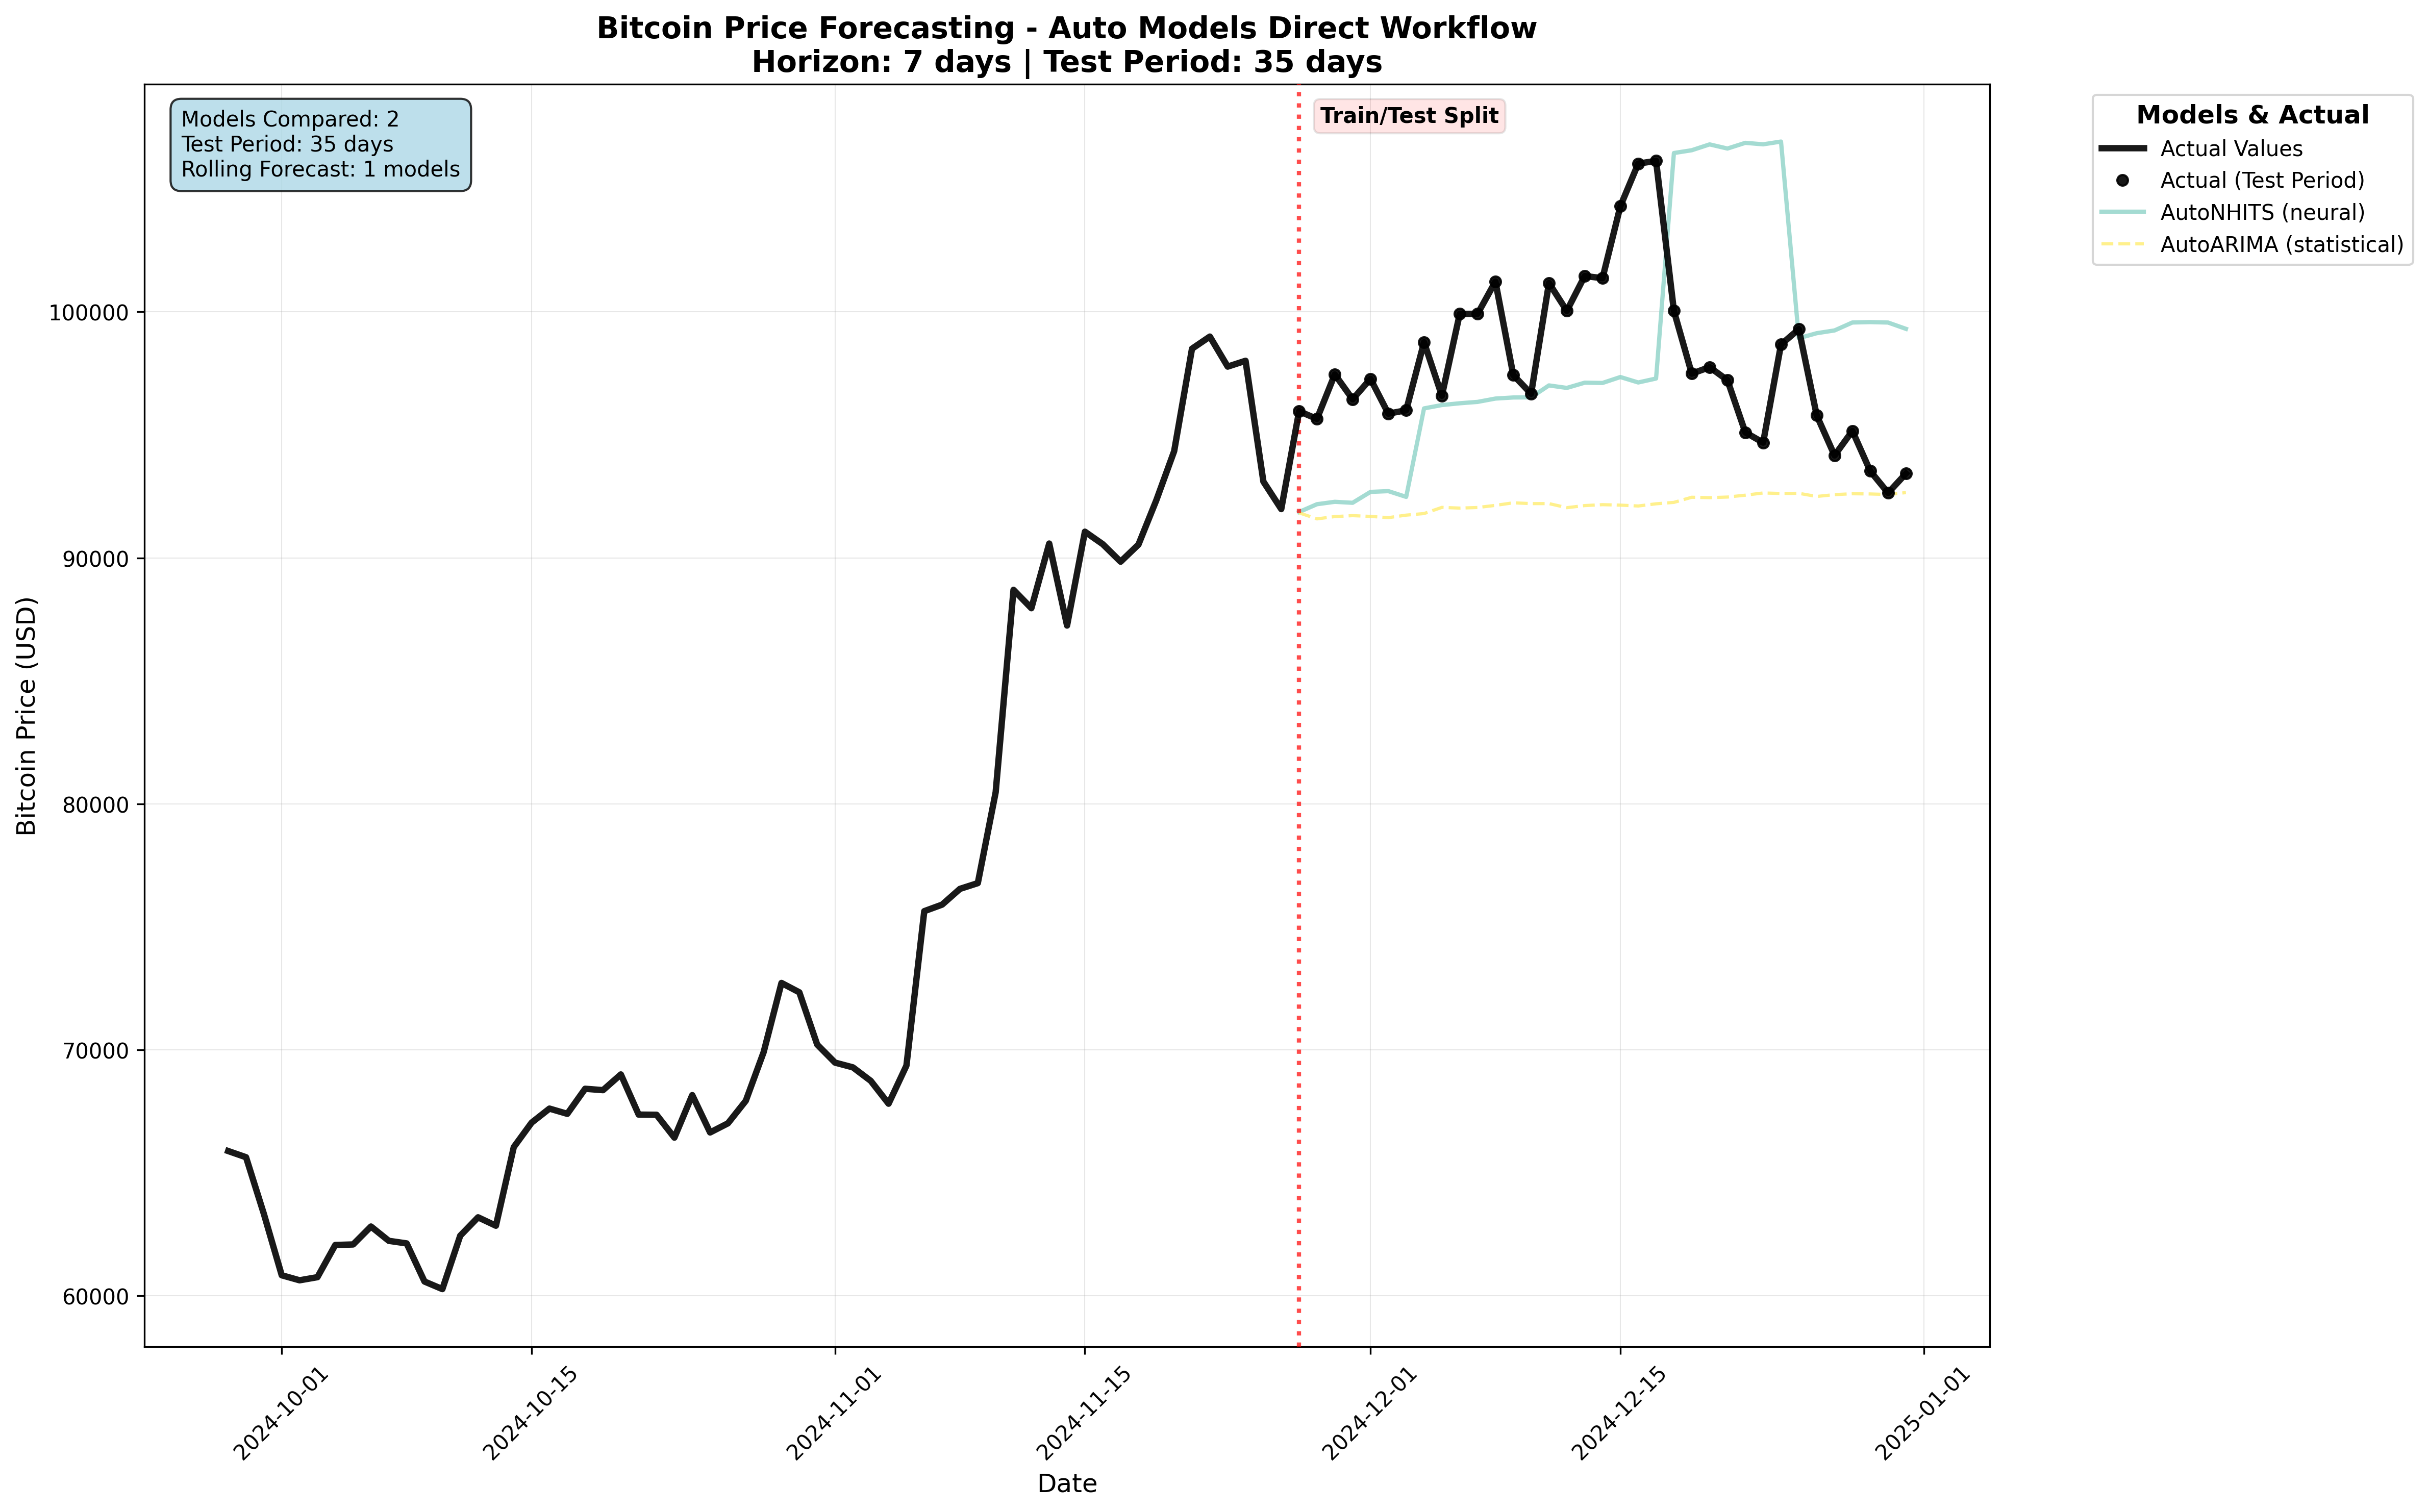 Bitcoin Price Forecasting - Auto Models Direct Workflow
Horizon: 7 days | Test Period: 35 days
Models Compared: 2
Test Period: 35 days
Rolling Forecast: 1 models
Train/Test Split
Models & Actual
Actual Values
Actual (Test Period)
AutoNHITS (neural)
AutoARIMA (statistical)
Bitcoin Price (USD)
100000
90000
80000
70000
60000
2024-10-01
2024-10-15
2024-11-01
2024-11-15
2024-12-01
2024-12-15
2025-01-01
Date